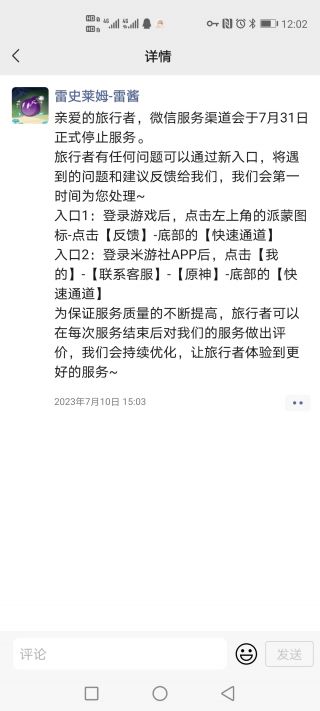 12:02
详情
雷史莱姆-雷酱
亲爱的旅行者，微信服务渠道会于7月31日
正式停止服务。
旅行者有任何问题可以通过新入口，将遇
到的问题和建议反馈给我们，我们会第一
时间为您处理~
入口1：登录游戏后，点击左上角的派蒙图
标-点击【反馈】-底部的【快速通道】
入口2：登录米游社APP后，点击【我
的】-【联系客服】-【原神】-底部的【快
速通道】
为保证服务质量的不断提高，旅行者可以
在每次服务结束后对我们的服务做出评
价，我们会持续优化，让旅行者体验到更
好的服务~
2023年7月10日 15:03
评论
发送